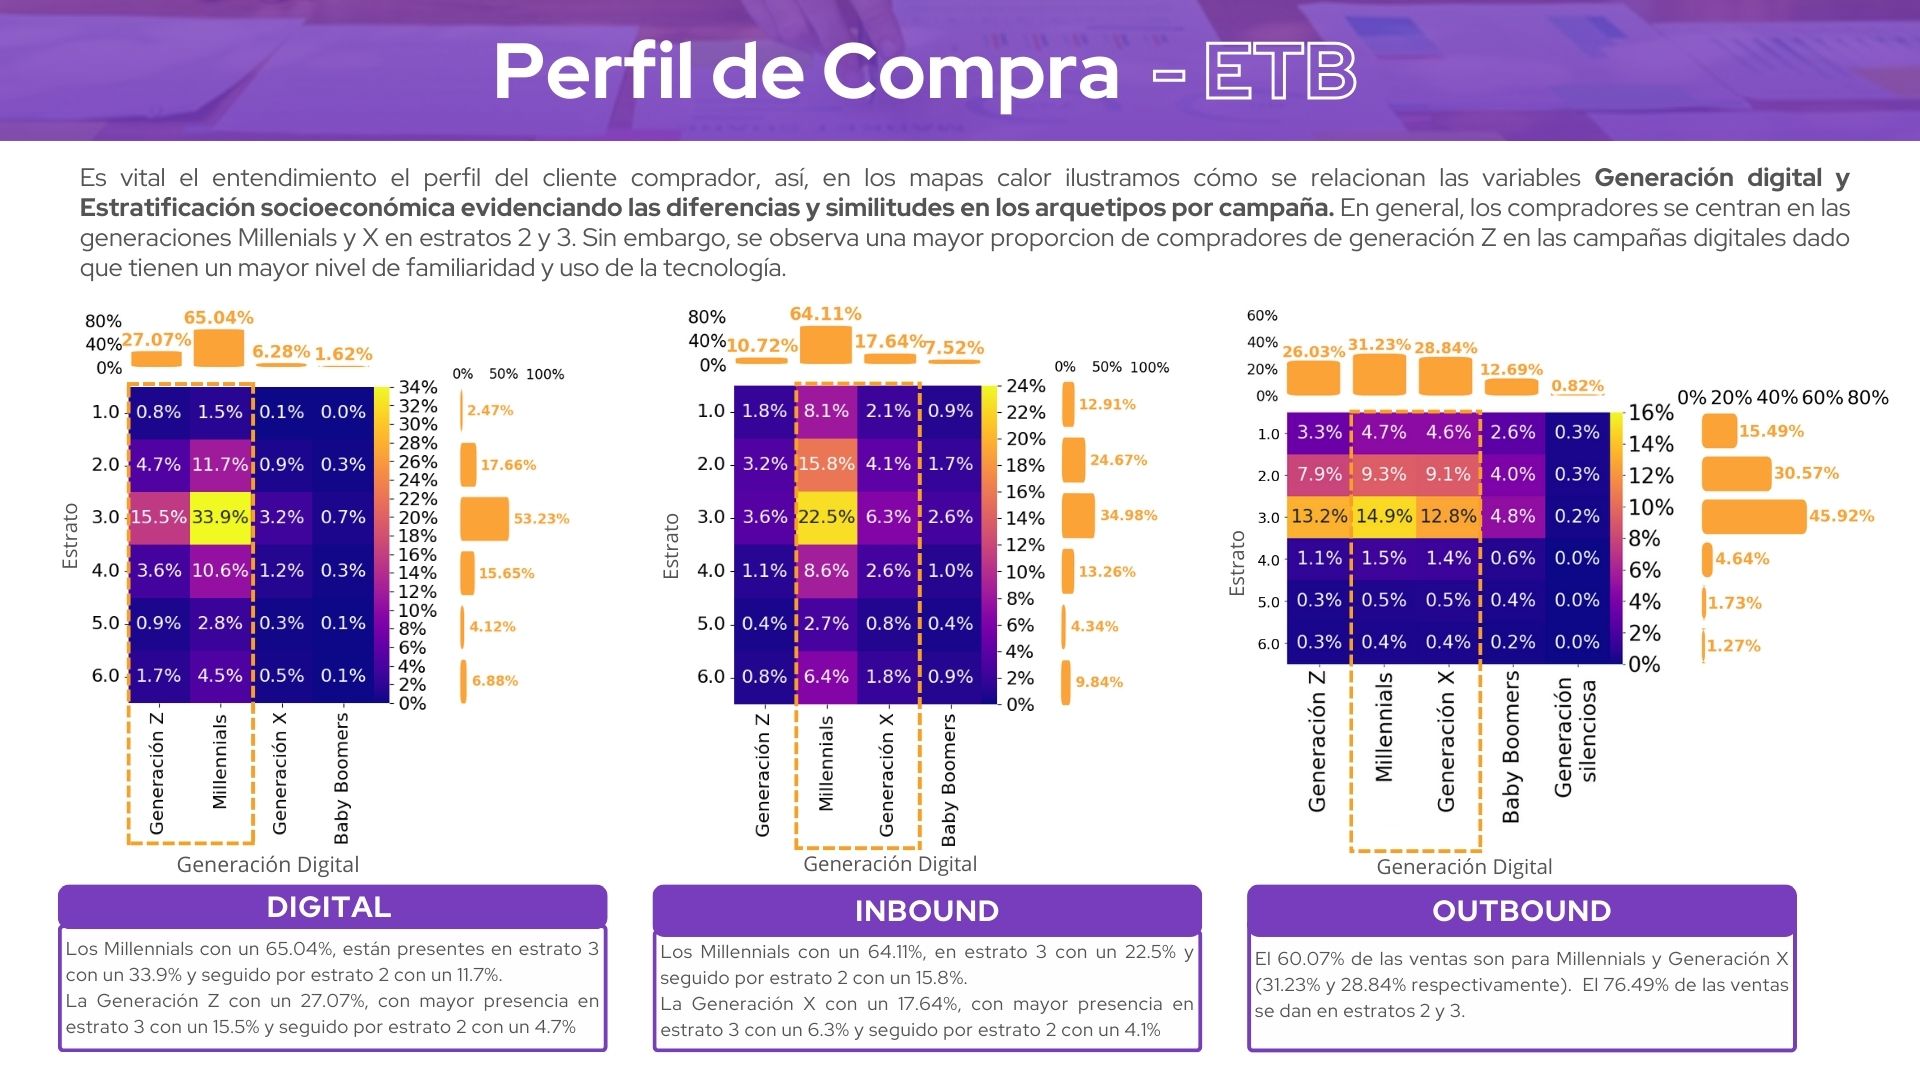 Perfil de Compra - ETB
Es vital el entendimiento el perfil del cliente comprador, así, en los mapas calor ilustramos cómo se relacionan las variables Generación digital y
Estratificación socioeconómica evidenciando las diferencias y similitudes en los arquetipos por campaña. En general, los compradores se centran en las
generaciones Millenials y X en estratos 2 y 3. Sin embargo, se observa una mayor proporcion de compradores de generación Z en las campañas digitales dado
que tienen un mayor nivel de familiaridad y uso de la tecnología.
80%
40%
0%
27.07%
65.04%
6.28%
1.62%
0% 50% 100%
Estrato
1.0 0.8% 1.5% 0.1% 0.0%
2.0 4.7% 11.7% 0.9% 0.3%
3.0 15.5% 33.9% 3.2% 0.7%
4.0 3.6% 10.6% 1.2% 0.3%
5.0 0.9% 2.8% 0.3% 0.1%
6.0 1.7% 4.5% 0.5% 0.1%
34%
32%
30%
28%
26%
24%
22%
20%
18%
16%
14%
12%
10%
8%
6%
4%
2%
0%
2.47%
17.66%
53.23%
15.65%
4.12%
6.88%
Generación Z
Millennials
Generación X
Baby Boomers
Generación Digital
80%
40%
0%
10.72%
64.11%
17.64%
7.52%
0% 50% 100%
Estrato
1.0 1.8% 8.1% 2.1% 0.9%
2.0 3.2% 15.8% 4.1% 1.7%
3.0 3.6% 22.5% 6.3% 2.6%
4.0 1.1% 8.6% 2.6% 1.0%
5.0 0.4% 2.7% 0.8% 0.4%
6.0 0.8% 6.4% 1.8% 0.9%
24%
22%
20%
18%
16%
14%
12%
10%
8%
6%
4%
2%
0%
12.91%
24.67%
34.98%
13.26%
4.34%
9.84%
Generación Z
Millennials
Generación X
Baby Boomers
Generación Digital
60%
40%
20%
0%
26.03%
31.23%
28.84%
12.69%
0.82%
0% 20% 40% 60% 80%
Estrato
1.0 3.3% 4.7% 4.6% 2.6% 0.3%
2.0 7.9% 9.3% 9.1% 4.0% 0.3%
3.0 13.2% 14.9% 12.8% 4.8% 0.2%
4.0 1.1% 1.5% 1.4% 0.6% 0.0%
5.0 0.3% 0.5% 0.5% 0.4% 0.0%
6.0 0.3% 0.4% 0.4% 0.2% 0.0%
16%
14%
12%
10%
8%
6%
4%
2%
0%
15.49%
30.57%
45.92%
4.64%
1.73%
1.27%
Generación Z
Millennials
Generación X
Baby Boomers
Generación
silenciosa
Generación Digital
DIGITAL
Los Millennials con un 65.04%, están presentes en estrato 3
con un 33.9% y seguido por estrato 2 con un 11.7%.
La Generación Z con un 27.07%, con mayor presencia en
estrato 3 con un 15.5% y seguido por estrato 2 con un 4.7%
INBOUND
Los Millennials con un 64.11%, en estrato 3 con un 22.5% y
seguido por estrato 2 con un 15.8%.
La Generación X con un 17.64%, con mayor presencia en
estrato 3 con un 6.3% y seguido por estrato 2 con un 4.1%
OUTBOUND
El 60.07% de las ventas son para Millennials y Generación X
(31.23% y 28.84% respectivamente). El 76.49% de las ventas
se dan en estratos 2 y 3.